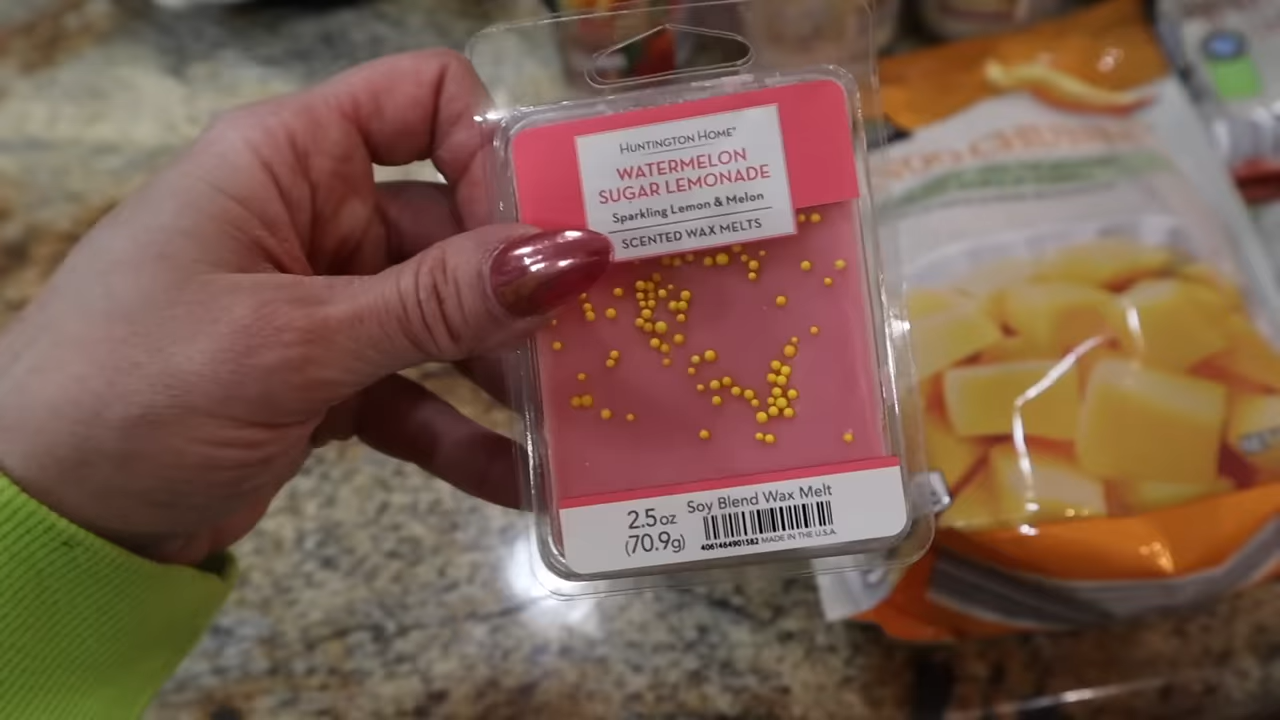 HUNTINGTON HOME®
WATERMELON
SUGAR LEMONADE
Sparkling Lemon & Melon
SCENTED WAX MELTS
2.5oz
(70.9g)
Soy Blend Wax Melt
4061464901582 MADE IN THE U.S.A.